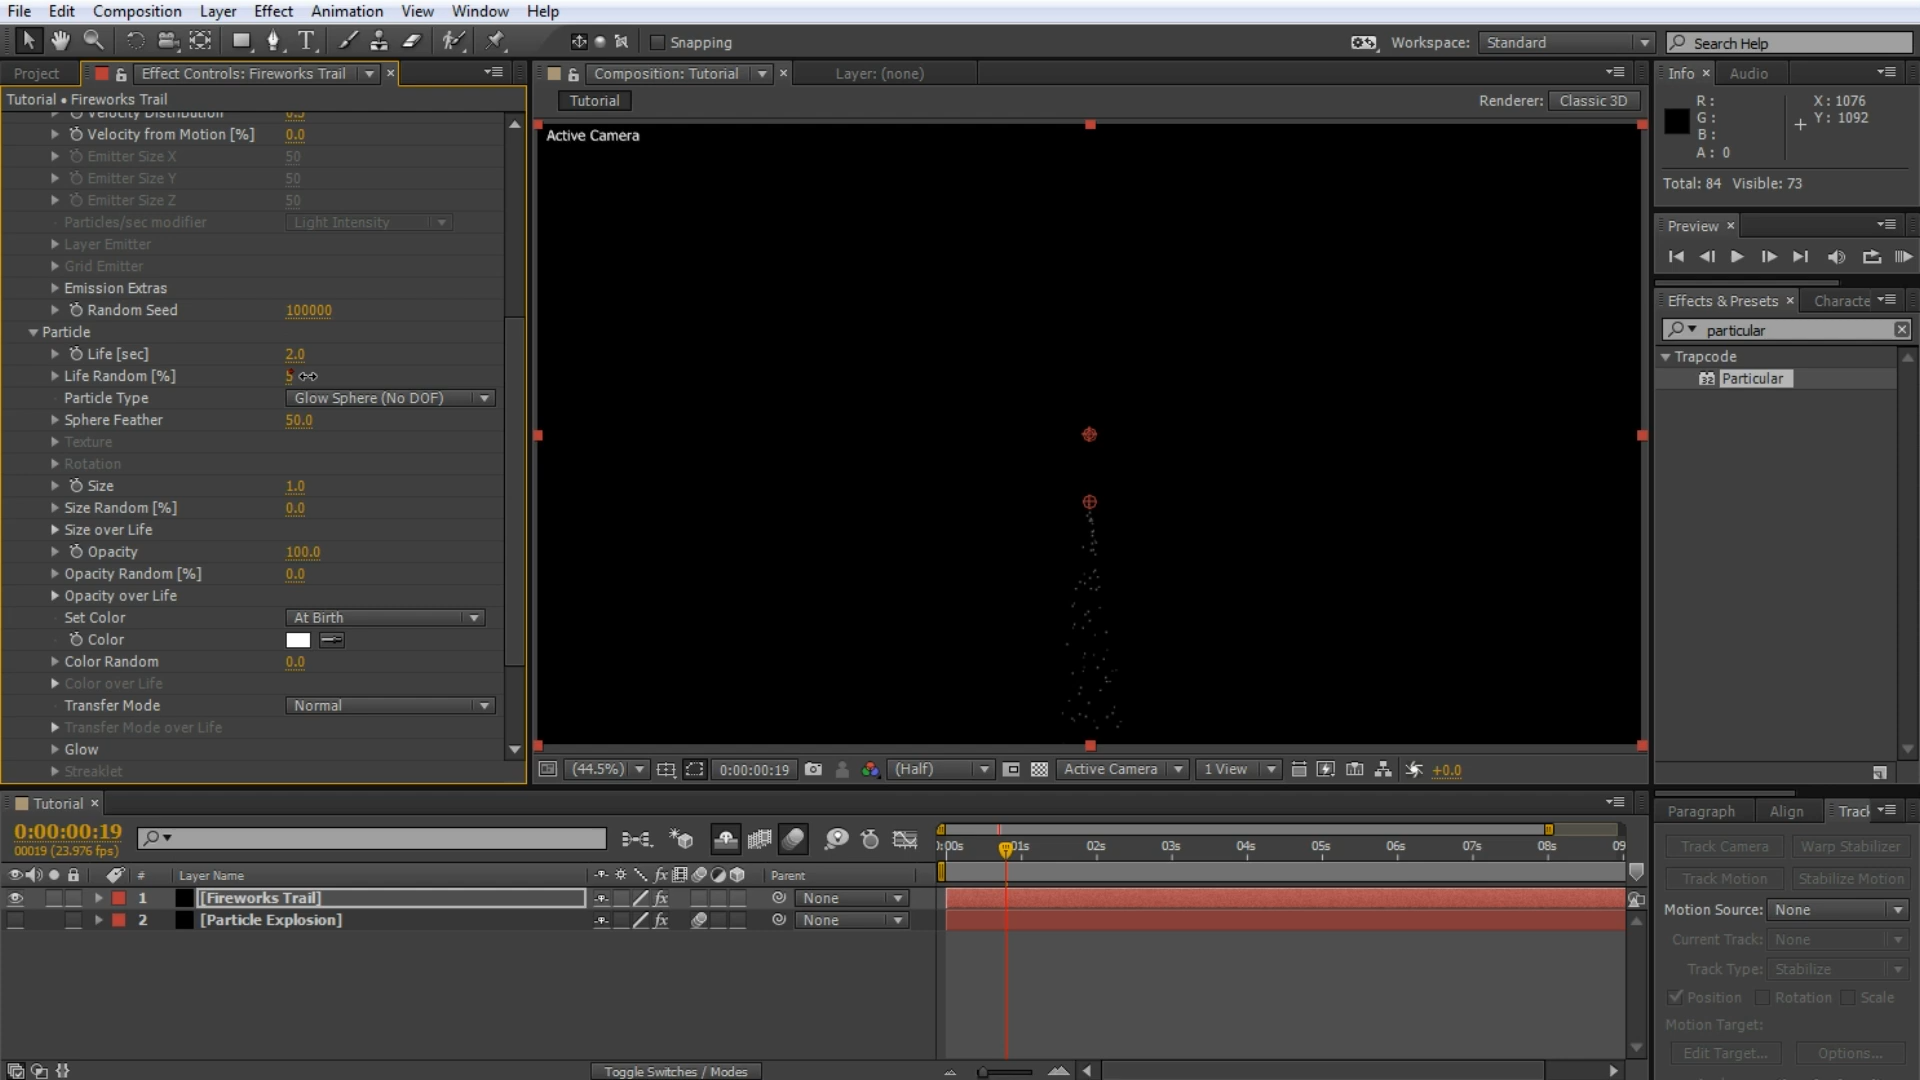 File Edit Composition Layer Effect Animation View Window Help
Snapping
Workspace: Standard
Search Help
Project
Effect Controls: Fireworks Trail
Composition: Tutorial
Layer: (none)
Info
Audio
Tutorial • Fireworks Trail
Tutorial
Renderer: Classic 3D
Active Camera
R :
G :
B :
A : 0
X : 1076
Y : 1092
Total: 84 Visible: 73
Velocity Distribution 0.5
Velocity from Motion [%] 0.0
Emitter Size X 50
Emitter Size Y 50
Emitter Size Z 50
Particles/sec modifier Light Intensity
Layer Emitter
Grid Emitter
Emission Extras
Random Seed 100000
Particle
Life [sec] 2.0
Life Random [%] 5
Particle Type Glow Sphere (No DOF)
Sphere Feather 50.0
Texture
Rotation
Size 1.0
Size Random [%] 0.0
Size over Life
Opacity 100.0
Opacity Random [%] 0.0
Opacity over Life
Set Color At Birth
Color
Color Random 0.0
Color over Life
Transfer Mode Normal
Transfer Mode over Life
Glow
Streaklet
Preview
Effects & Presets
Characte
particular
Trapcode
32 Particular
(44.5%) 0:00:00:19 (Half) Active Camera 1 View +0.0
Tutorial
0:00:00:19
00019 (23.976 fps)
# Layer Name fx Parent
1 [Fireworks Trail] fx None
2 [Particle Explosion] fx None
):00s 01s 02s 03s 04s 05s 06s 07s 08s 09
Toggle Switches / Modes
Paragraph
Align
Track
Track Camera Warp Stabilizer
Track Motion Stabilize Motion
Motion Source: None
Current Track: None
Track Type: Stabilize
Position Rotation Scale
Motion Target:
Edit Target... Options...